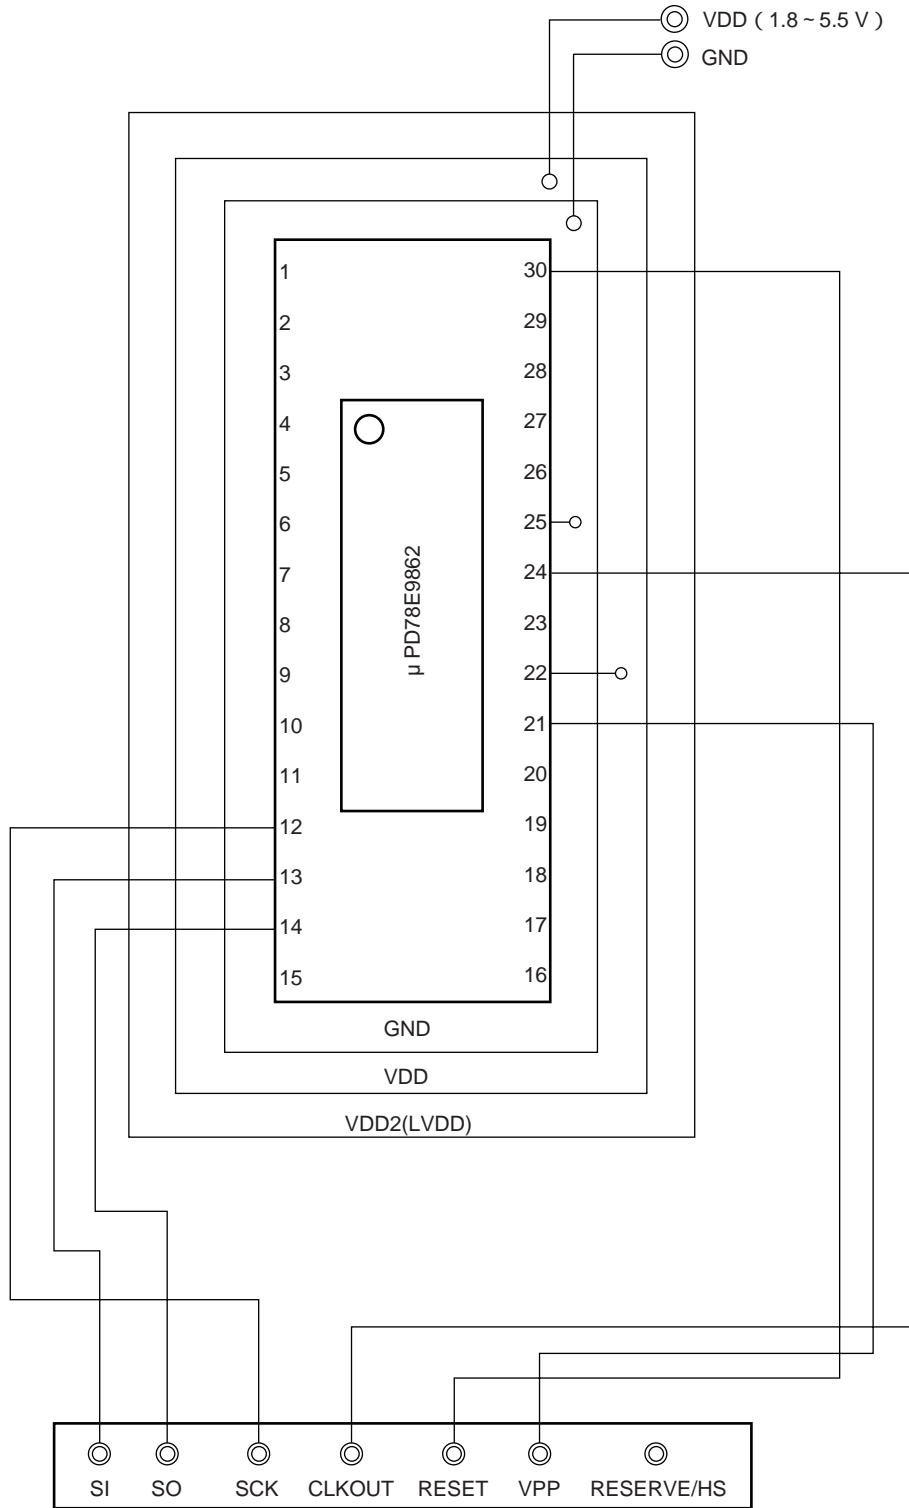 VDD ( 1.8 ~ 5.5 V )
GND
1 30
2 29
3 28
4 27
5 26
6 25
7 24
8 23
9 22
10 21
11 20
12 19
13 18
14 17
15 16
µ PD78E9862
GND
VDD
VDD2(LVDD)
SI SO SCK CLKOUT RESET VPP RESERVE/HS